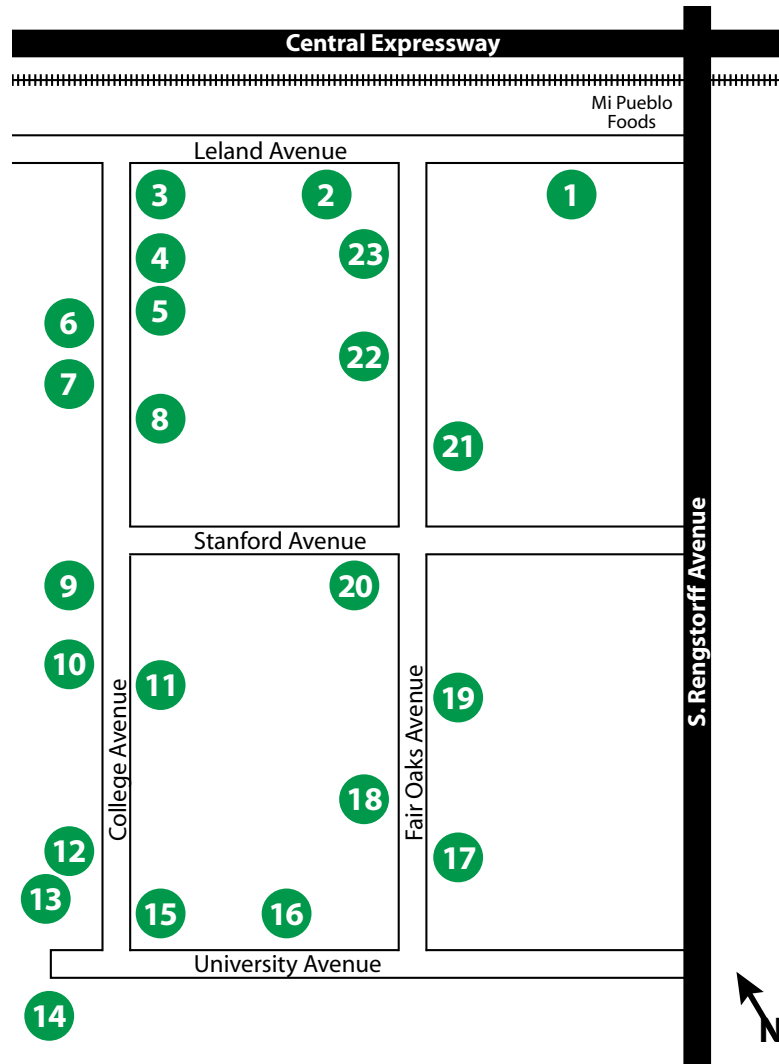 Central Expressway
Mi Pueblo
Foods
Leland Avenue
3
2
1
4
23
5
6
22
7
8
21
S. Rengstorff Avenue
Stanford Avenue
9
20
10
11
19
College Avenue
Fair Oaks Avenue
18
12
17
13
15
16
University Avenue
14
N